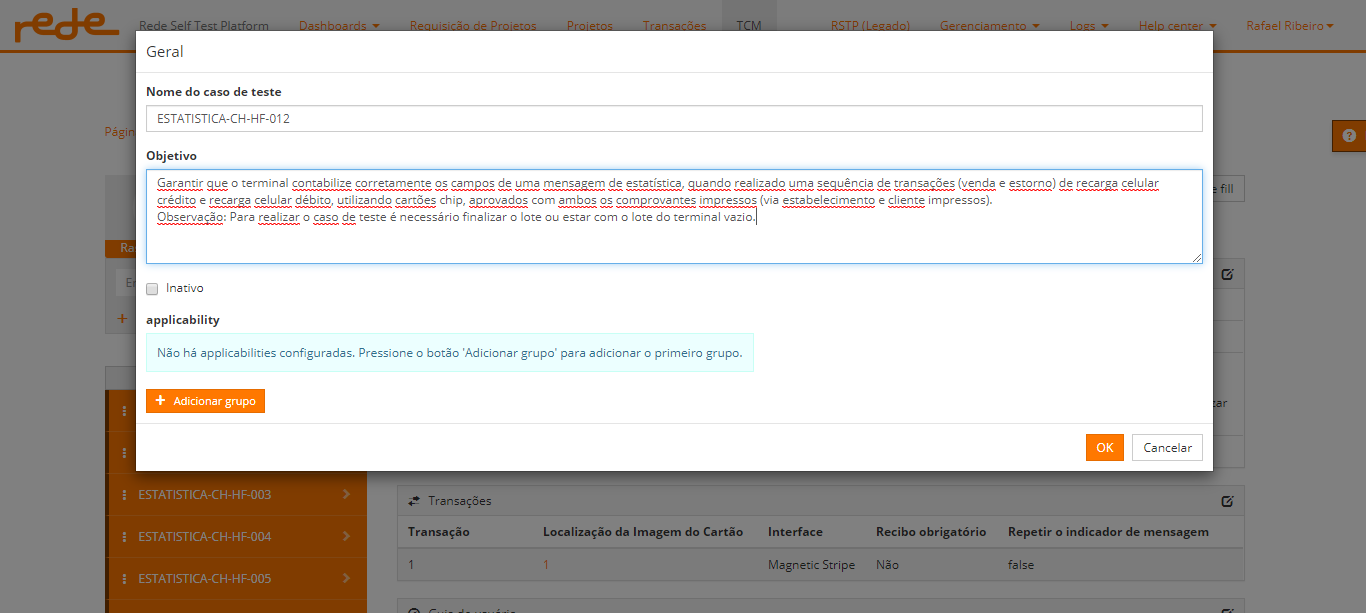 rede Rede Self Test Platform Dashboards Requisição de Projetos Projetos Transações TCM RSTP (Legado) Gerenciamento Logs Help center Rafael Ribeiro
Geral
Nome do caso de teste
ESTATISTICA-CH-HF-012
Págin
Objetivo
Garantir que o terminal contabilize corretamente os campos de uma mensagem de estatística, quando realizado uma sequência de transações (venda e estorno) de recarga celular
crédito e recarga celular débito, utilizando cartões chip, aprovados com ambos os comprovantes impressos (via estabelecimento e cliente impressos).
Observação: Para realizar o caso de teste é necessário finalizar o lote ou estar com o lote do terminal vazio.
e fill
Ra
En
Inativo
applicability
Não há applicabilities configuradas. Pressione o botão 'Adicionar grupo' para adicionar o primeiro grupo.
+ Adicionar grupo
zar
OK Cancelar
ESTATISTICA-CH-HF-003
ESTATISTICA-CH-HF-004
ESTATISTICA-CH-HF-005
Transações
Transação Localização da Imagem do Cartão Interface Recibo obrigatório Repetir o indicador de mensagem
1 1 Magnetic Stripe Não false
Guia do usuário